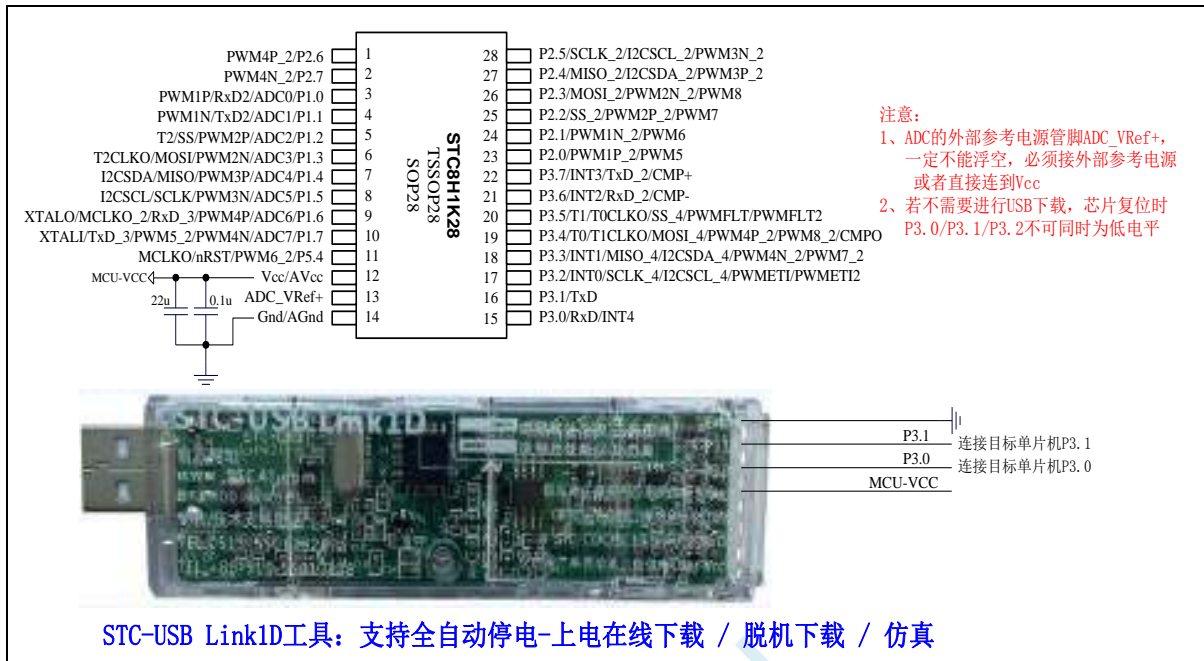 PWM4P_2/P2.6
PWM4N_2/P2.7
PWM1P/RxD2/ADC0/P1.0
PWM1N/TxD2/ADC1/P1.1
T2/SS/PWM2P/ADC2/P1.2
T2CLKO/MOSI/PWM2N/ADC3/P1.3
I2CSDA/MISO/PWM3P/ADC4/P1.4
I2CSCL/SCLK/PWM3N/ADC5/P1.5
XTALO/MCLKO_2/RxD_3/PWM4P/ADC6/P1.6
XTALI/TxD_3/PWM5_2/PWM4N/ADC7/P1.7
MCLKO/nRST/PWM6_2/P5.4
MCU-VCC
Vcc/AVcc
ADC_VRef+
Gnd/AGnd
22u
0.1u
1
2
3
4
5
6
7
8
9
10
11
12
13
14
STC8H1K28
TSSOP28
SOP28
28
27
26
25
24
23
22
21
20
19
18
17
16
15
P2.5/SCLK_2/I2CSCL_2/PWM3N_2
P2.4/MISO_2/I2CSDA_2/PWM3P_2
P2.3/MOSI_2/PWM2N_2/PWM8
P2.2/SS_2/PWM2P_2/PWM7
P2.1/PWM1N_2/PWM6
P2.0/PWM1P_2/PWM5
P3.7/INT3/TxD_2/CMP+
P3.6/INT2/RxD_2/CMP-
P3.5/T1/T0CLKO/SS_4/PWMFLT/PWMFLT2
P3.4/T0/T1CLKO/MOSI_4/PWM4P_2/PWM8_2/CMPO
P3.3/INT1/MISO_4/I2CSDA_4/PWM4N_2/PWM7_2
P3.2/INT0/SCLK_4/I2CSCL_4/PWMETI/PWMETI2
P3.1/TxD
P3.0/RxD/INT4
注意：
1、ADC的外部参考电源管脚ADC_VRef+，
一定不能浮空，必须接外部参考电源
或者直接连到Vcc
2、若不需要进行USB下载，芯片复位时
P3.0/P3.1/P3.2不可同时为低电平
STC-USB Link1D
P3.1
连接目标单片机P3.1
P3.0
连接目标单片机P3.0
MCU-VCC
STC-USB Link1D工具：支持全自动停电-上电在线下载 / 脱机下载 / 仿真